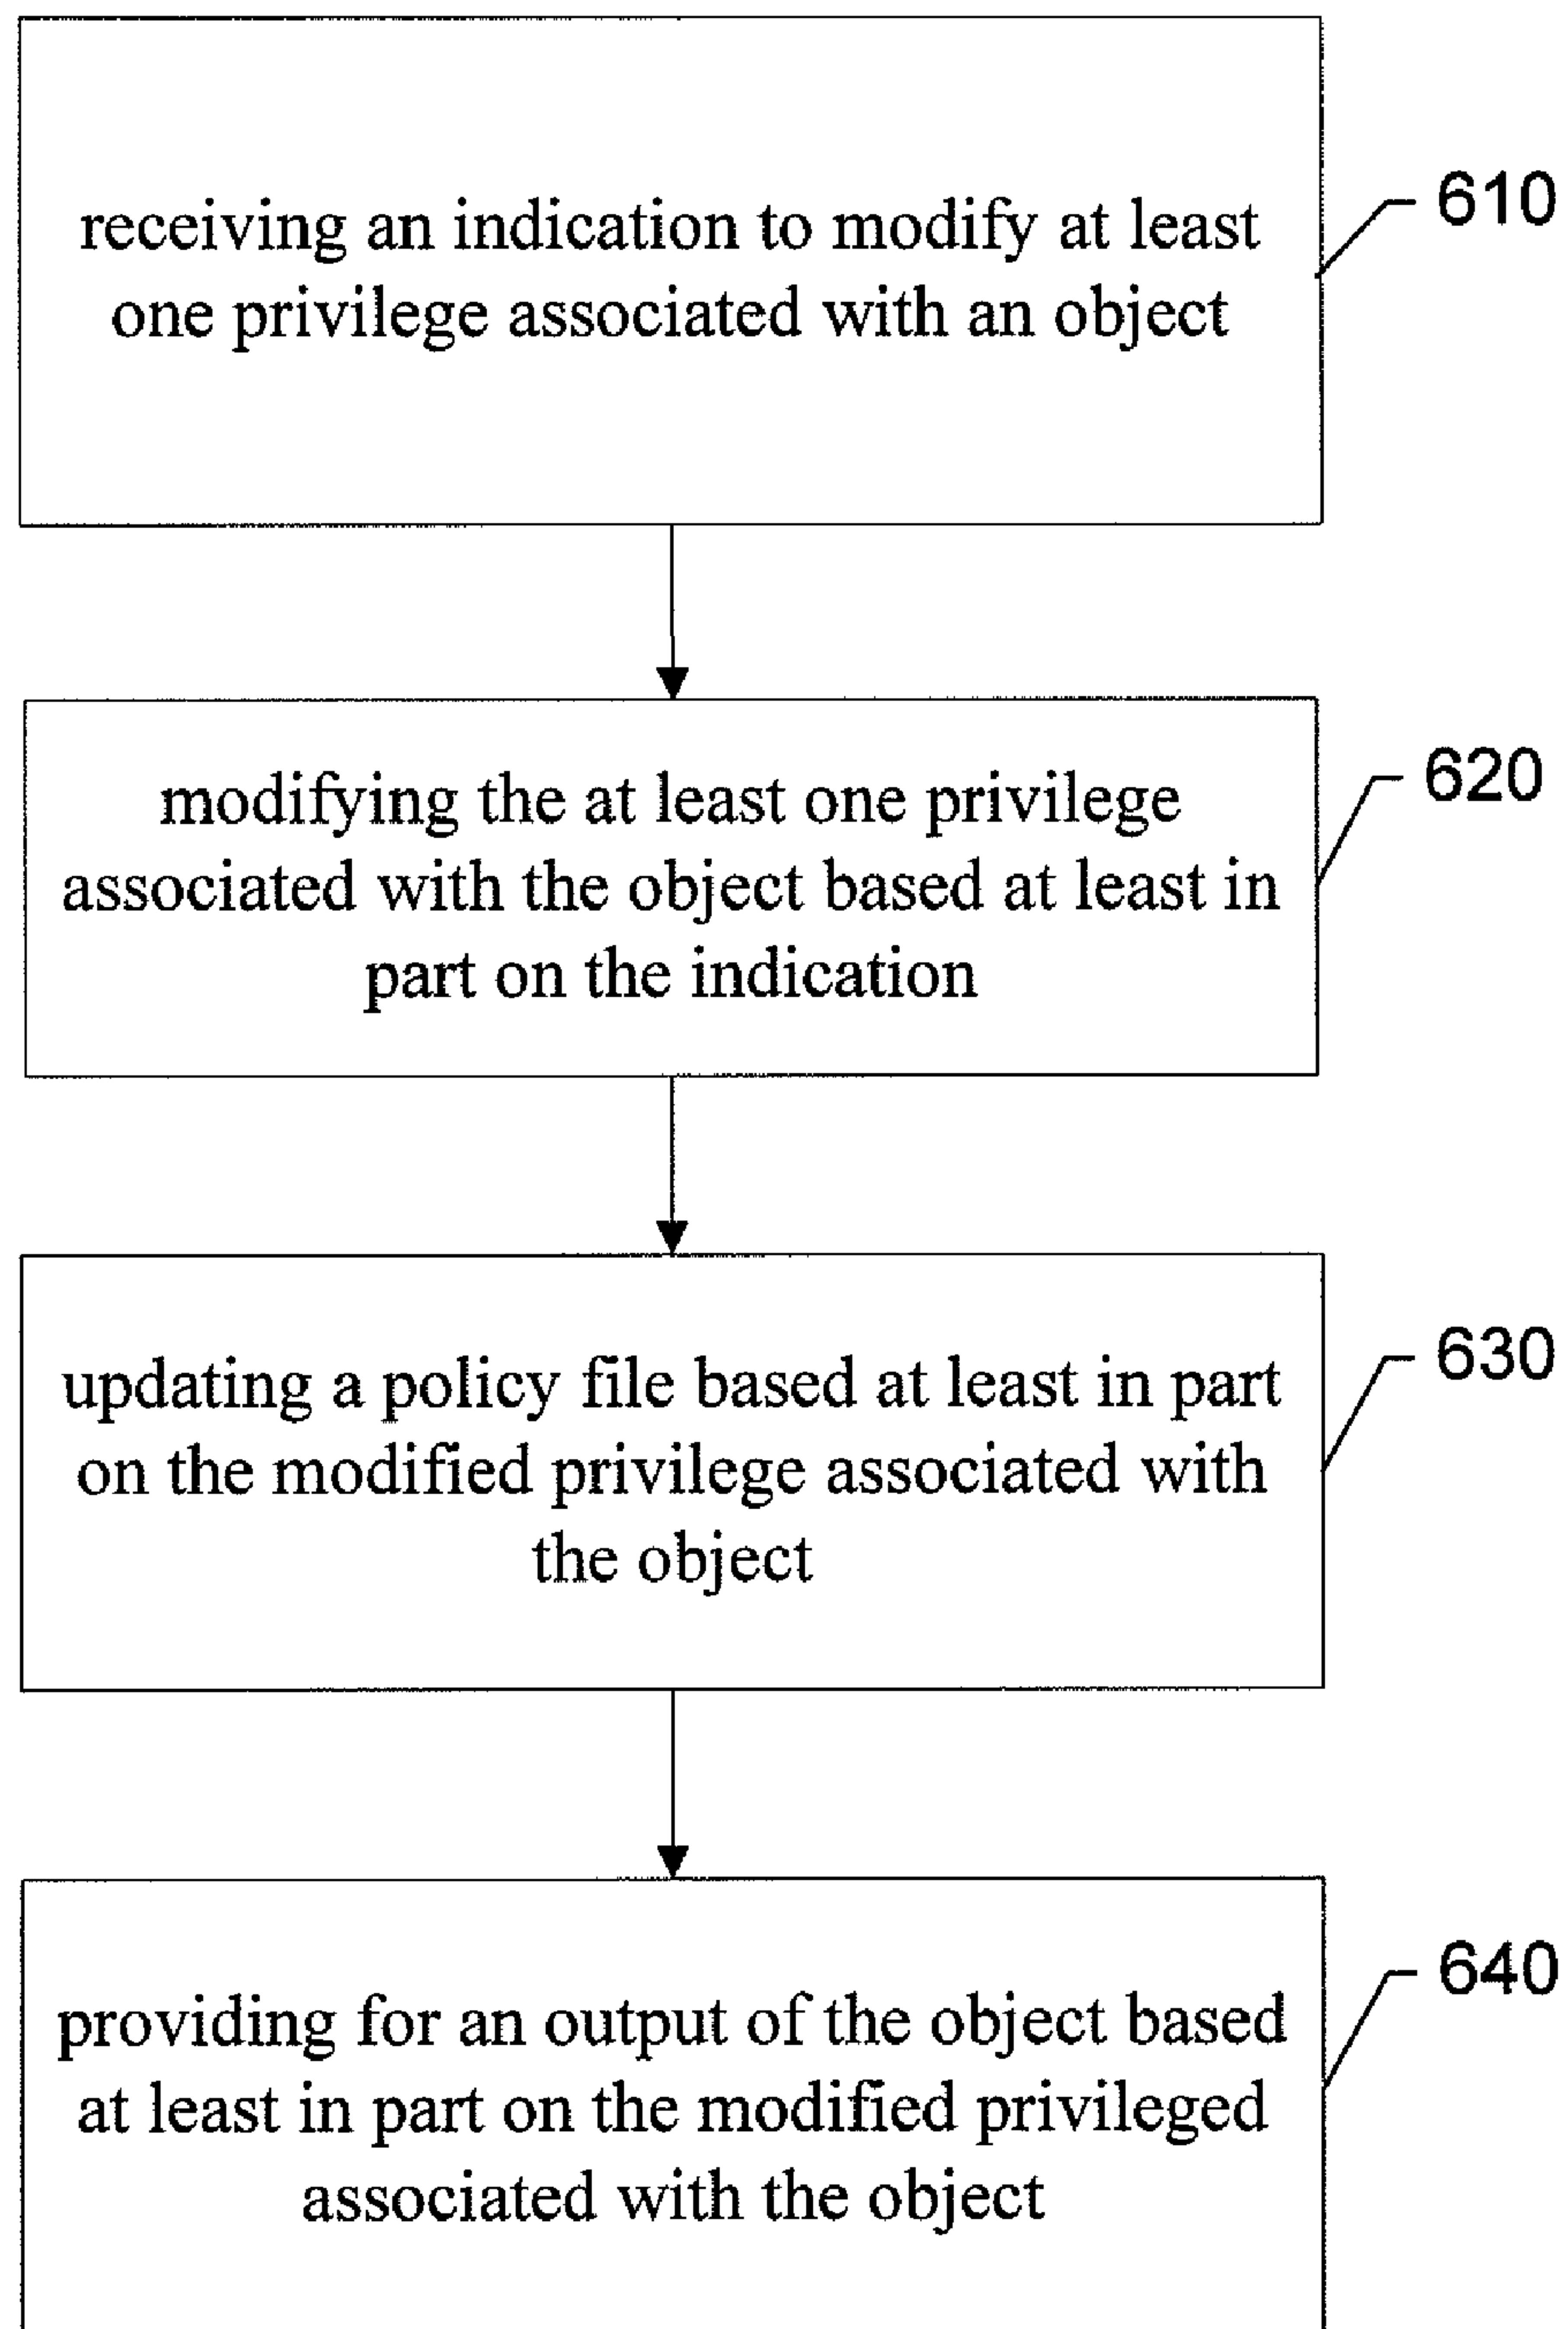 receiving an indication to modify at least
one privilege associated with an object
610
modifying the at least one privilege
associated with the object based at least in
part on the indication
620
updating a policy file based at least in part
on the modified privilege associated with
the object
630
providing for an output of the object based
at least in part on the modified privileged
associated with the object
640